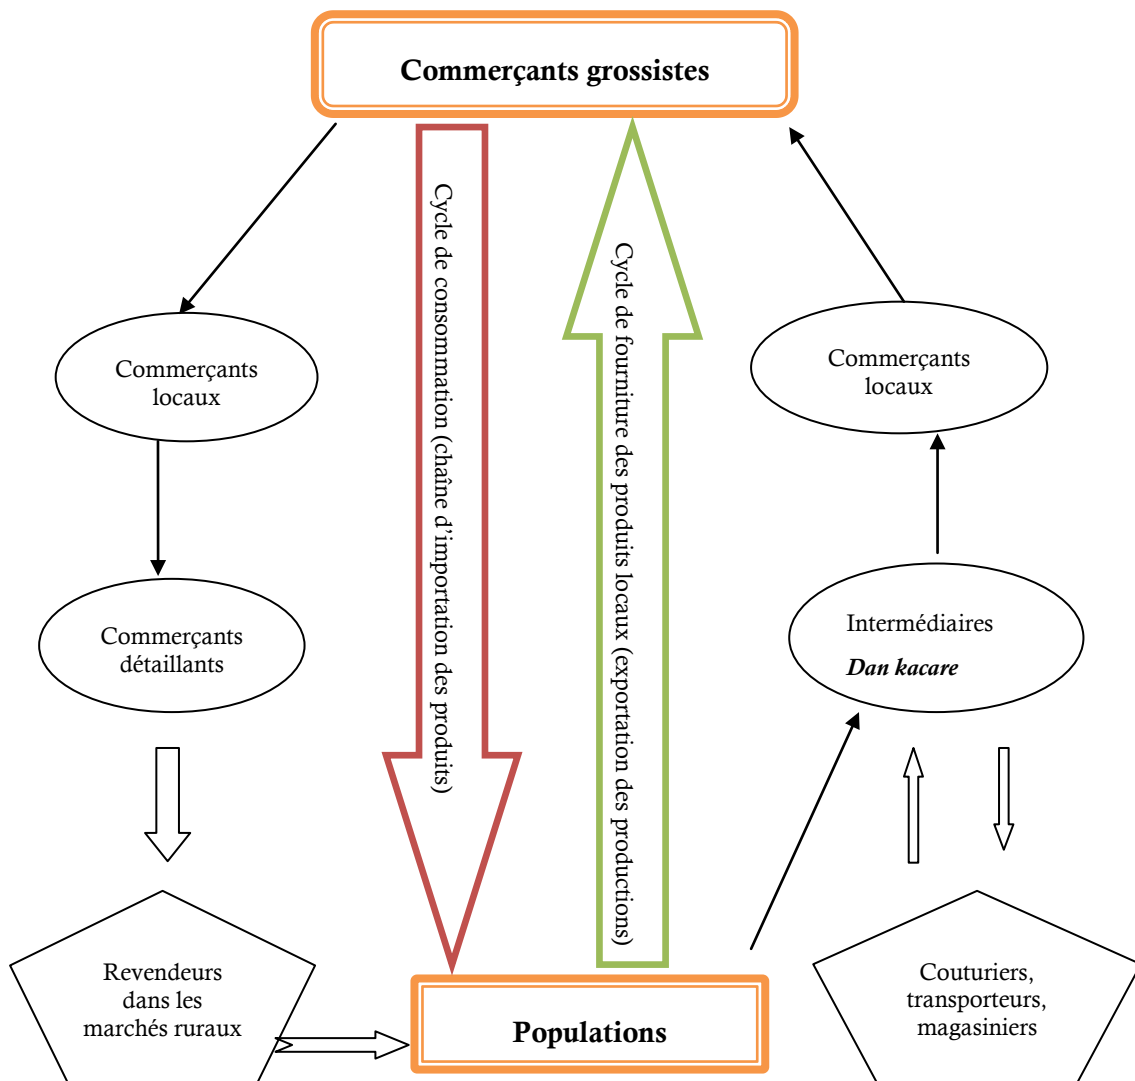 Commerçants grossistes
Cycle de consommation (chaîne d'importation des produits)
Cycle de fourniture des produits locaux (exportation des productions)
Commerçants
locaux
Commerçants
locaux
Commerçants
détaillants
Intermédiaires
Dan kacare
Revendeurs
dans les
marchés ruraux
Populations
Couturiers,
transporteurs,
magasiniers